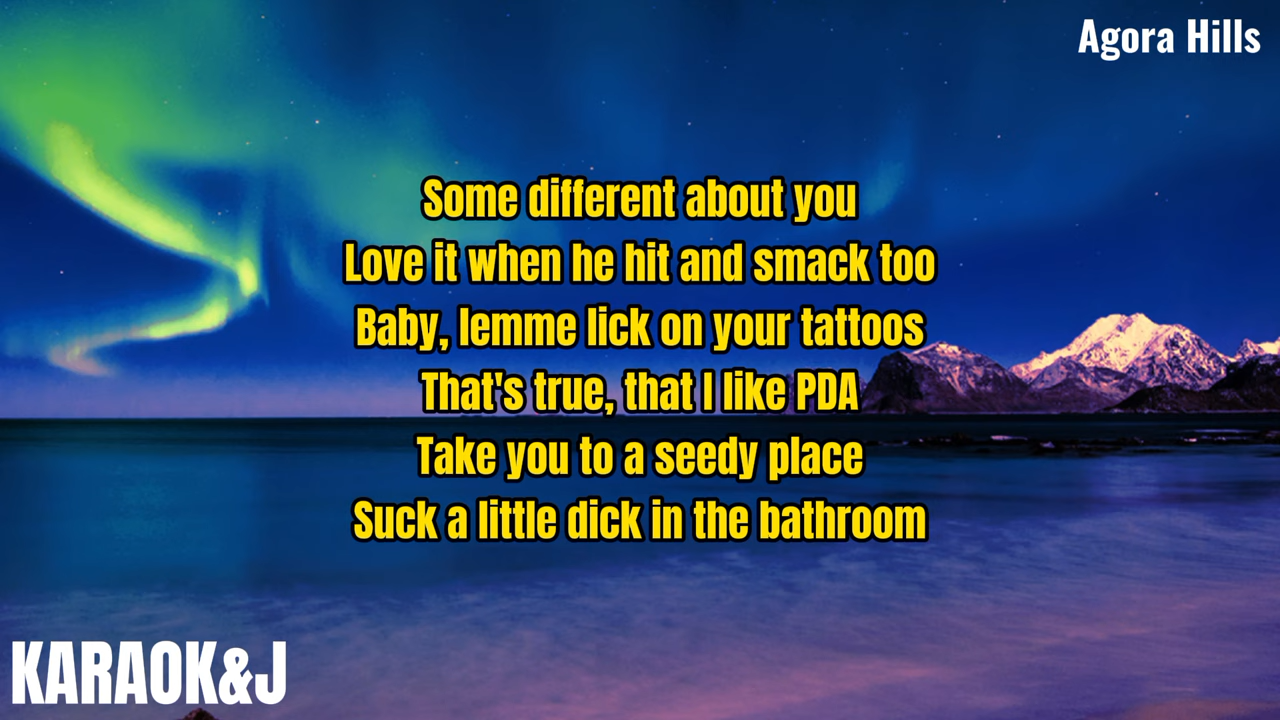 Agora Hills
Some different about you
Love it when he hit and smack too
Baby, lemme lick on your tattoos
That's true, that I like PDA
Take you to a seedy place
Suck a little dick in the bathroom
KARAOK&J